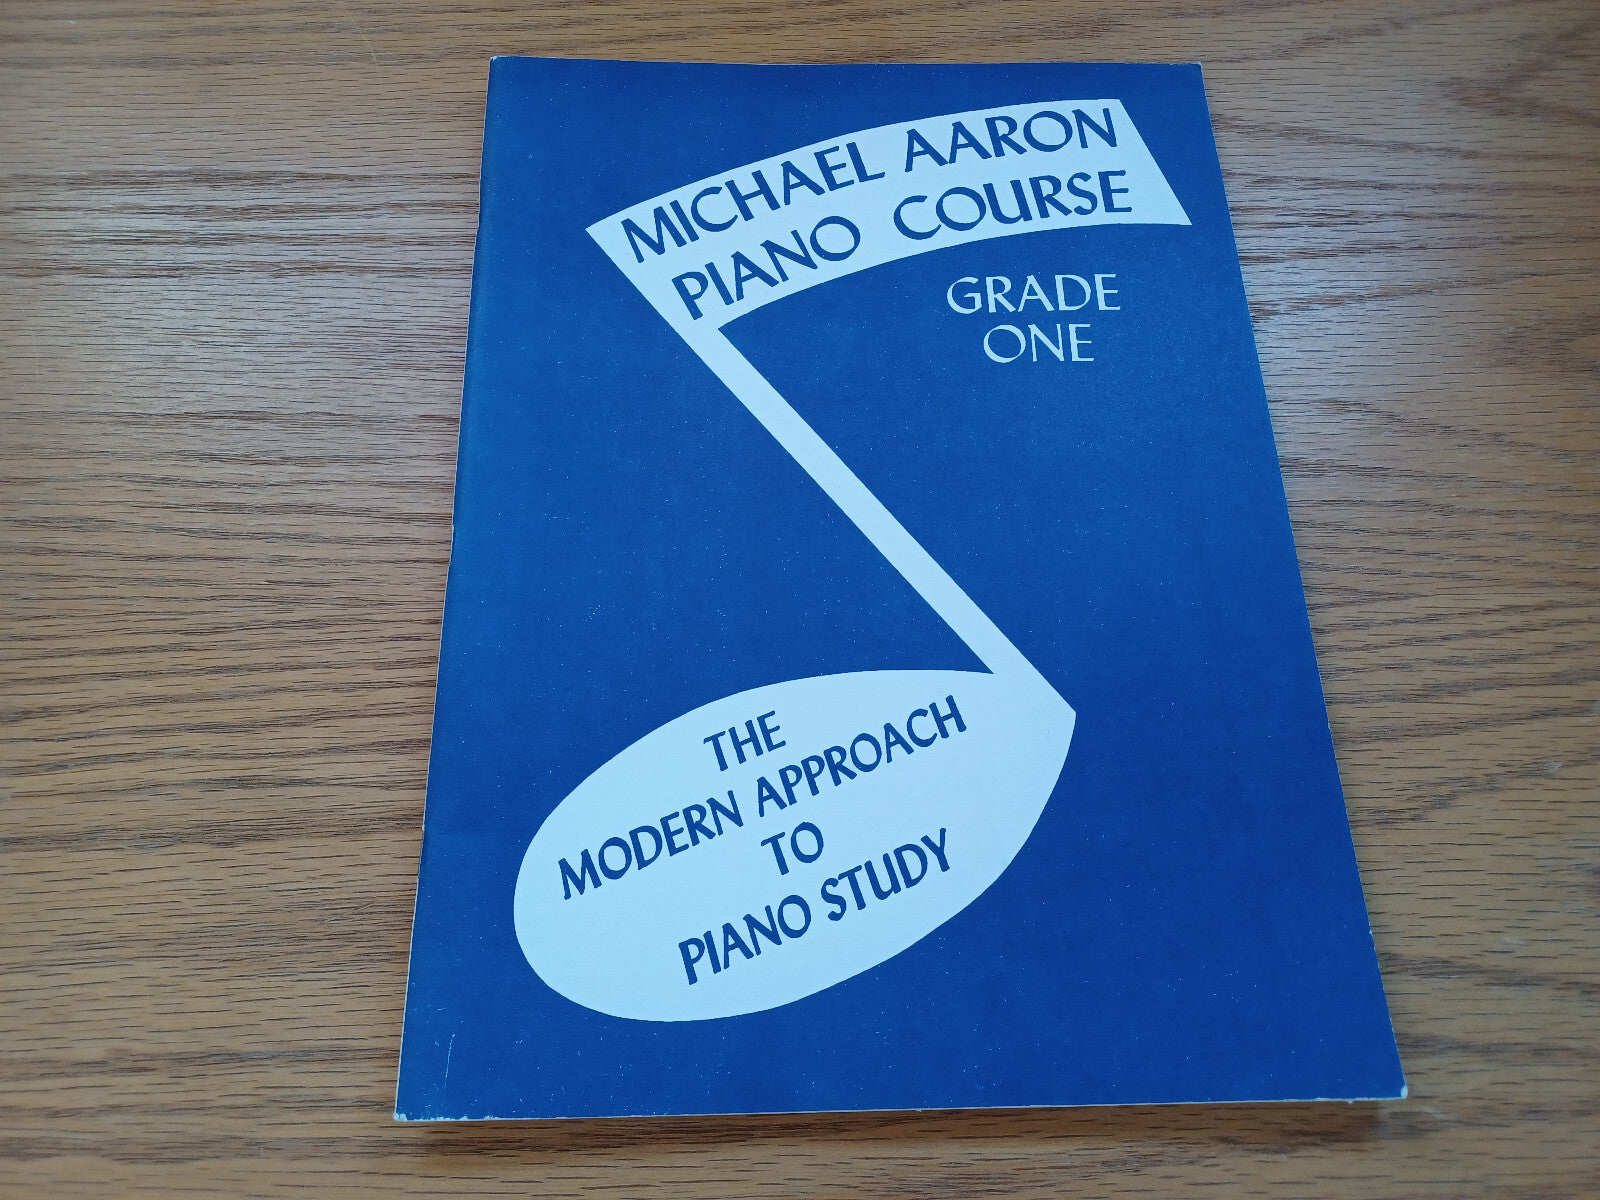 MICHAEL AARON
PIANO COURSE
GRADE
ONE
THE
MODERN APPROACH
TO
PIANO STUDY